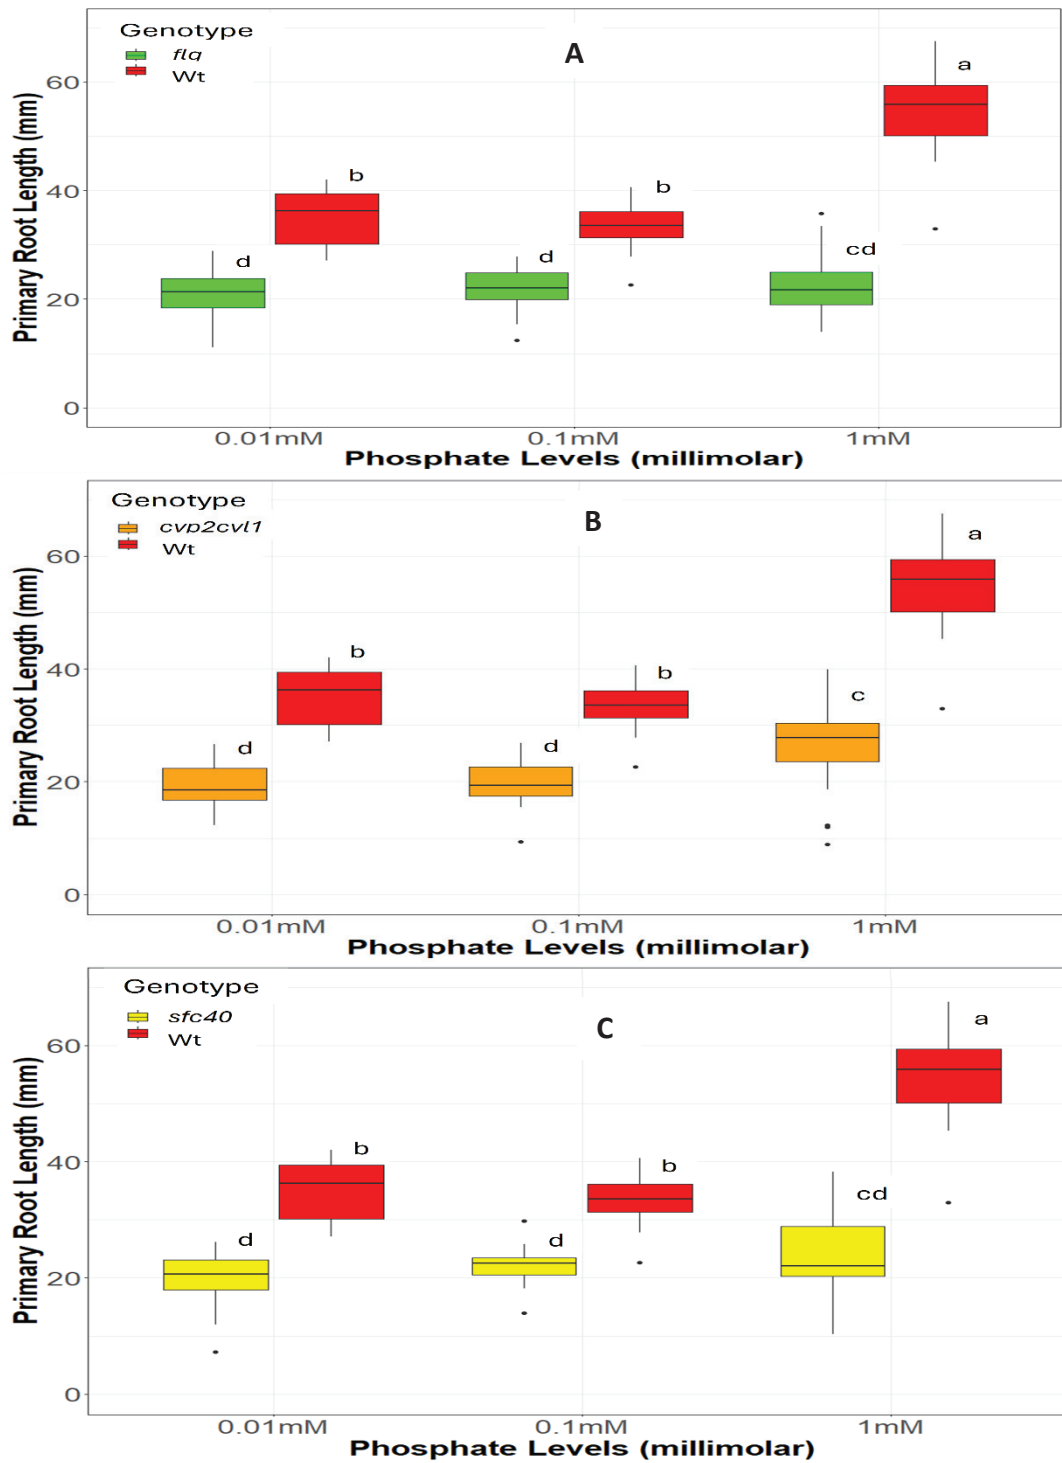 Genotype
flq
Wt
A
Primary Root Length (mm)
60
40
20
0
a
b
b
d
d
cd
0.01mM
0.1mM
1mM
Phosphate Levels (millimolar)
Genotype
cvp2cvl1
Wt
B
Primary Root Length (mm)
60
40
20
0
a
b
b
c
d
d
0.01mM
0.1mM
1mM
Phosphate Levels (millimolar)
Genotype
sfc40
Wt
C
Primary Root Length (mm)
60
40
20
0
a
b
b
cd
d
d
0.01mM
0.1mM
1mM
Phosphate Levels (millimolar)